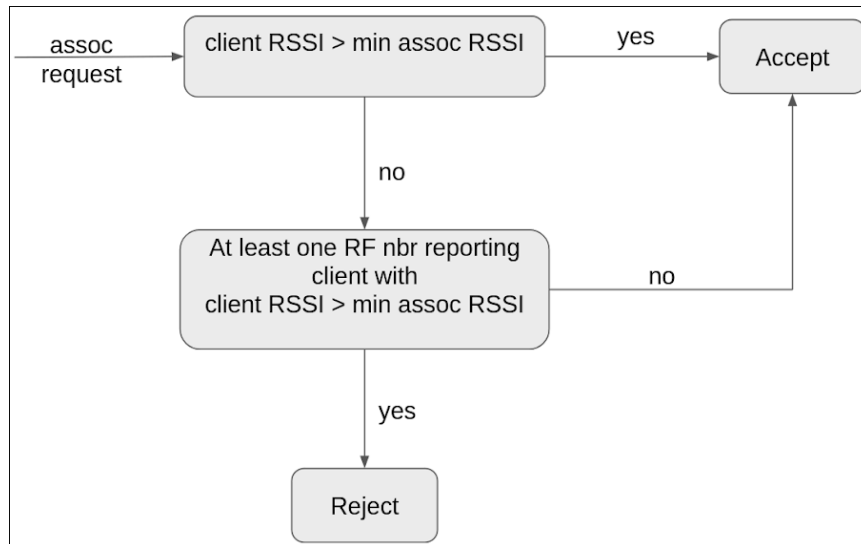 assoc
request
client RSSI > min assoc RSSI
yes
Accept
no
At least one RF nbr reporting
client with
client RSSI > min assoc RSSI
no
yes
Reject